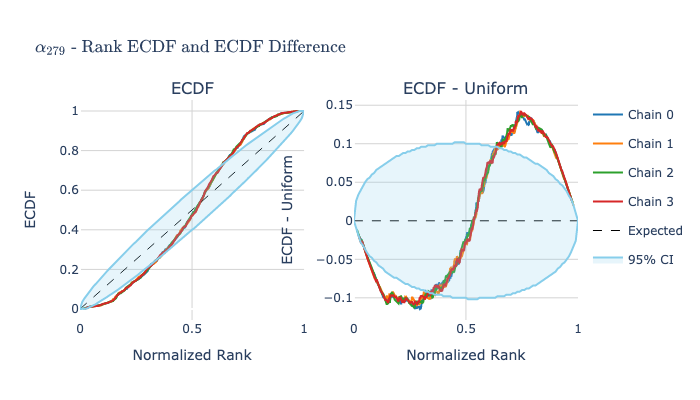 α279 - Rank ECDF and ECDF Difference
ECDF
ECDF - Uniform
ECDF
1
0.8
0.6
0.4
0.2
0
0
0.5
1
Normalized Rank
ECDF - Uniform
0.15
0.1
0.05
0
−0.05
−0.1
0
0.5
1
Normalized Rank
Chain 0
Chain 1
Chain 2
Chain 3
Expected
95% CI